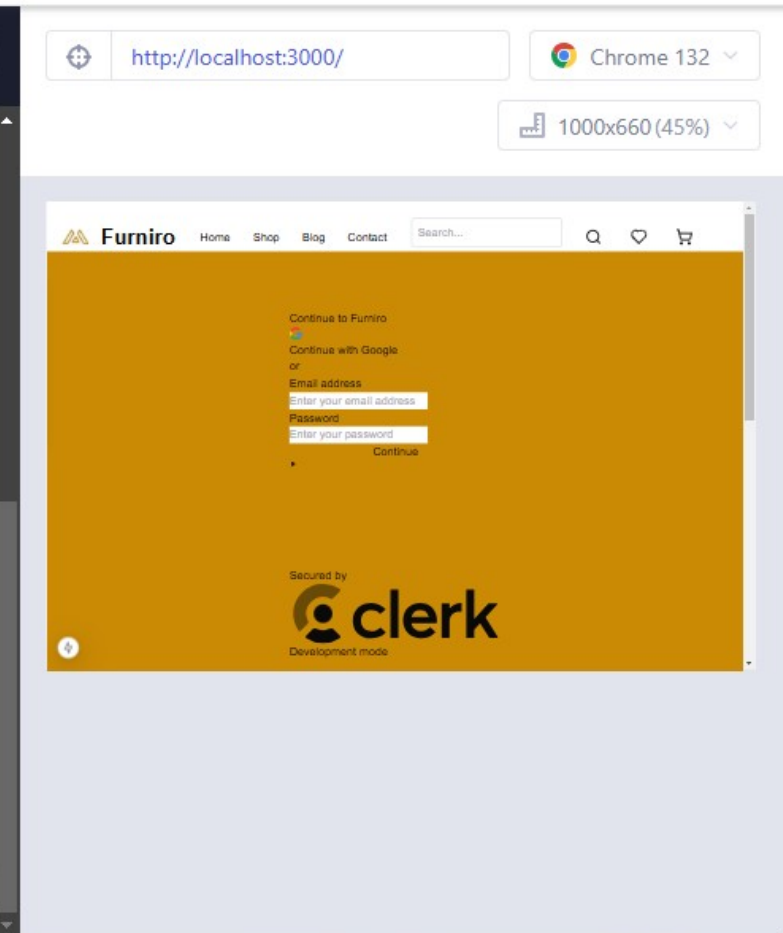 http://localhost:3000/
Chrome 132
1000x660 (45%)
Furniro Home Shop Blog Contact Search...
Continue to Furniro
Continue with Google
or
Email address
Enter your email address
Password
Enter your password
Continue
Secured by
clerk
Development mode